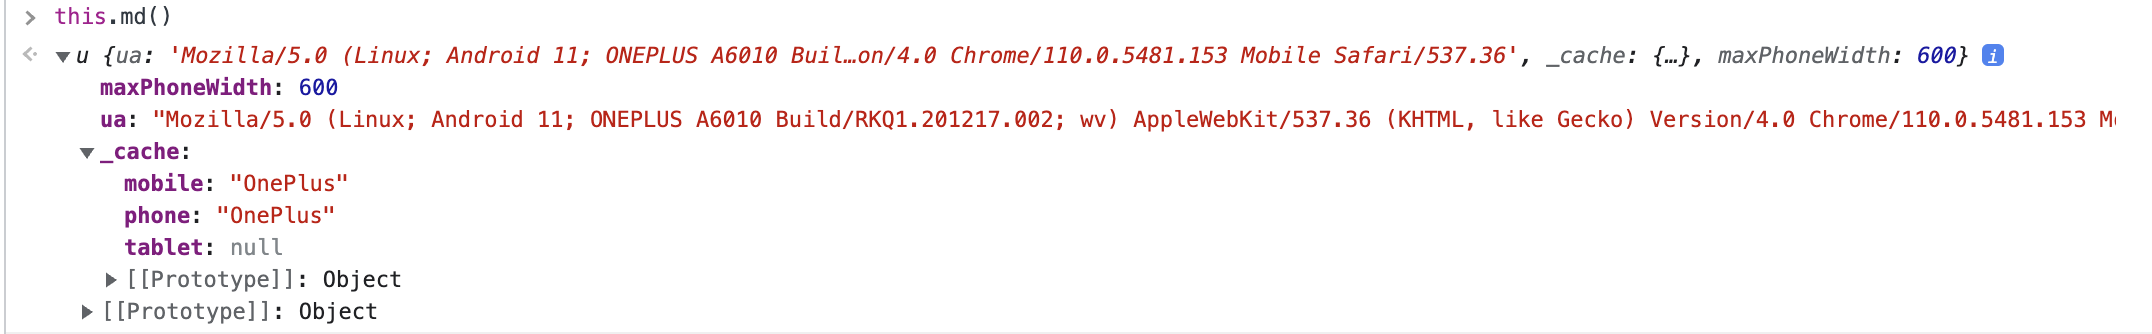 > this.md()
<· ▼u {ua: 'Mozilla/5.0 (Linux; Android 11; ONEPLUS A6010 Buil…on/4.0 Chrome/110.0.5481.153 Mobile Safari/537.36', _cache: {…}, maxPhoneWidth: 600} i
maxPhoneWidth: 600
ua: "Mozilla/5.0 (Linux; Android 11; ONEPLUS A6010 Build/RKQ1.201217.002; wv) AppleWebKit/537.36 (KHTML, like Gecko) Version/4.0 Chrome/110.0.5481.153
▼_cache:
mobile: "OnePlus"
phone: "OnePlus"
tablet: null
▶[[Prototype]]: Object
▶[[Prototype]]: Object